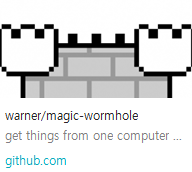 warner/magic-wormhole
get things from one computer ...
github.com